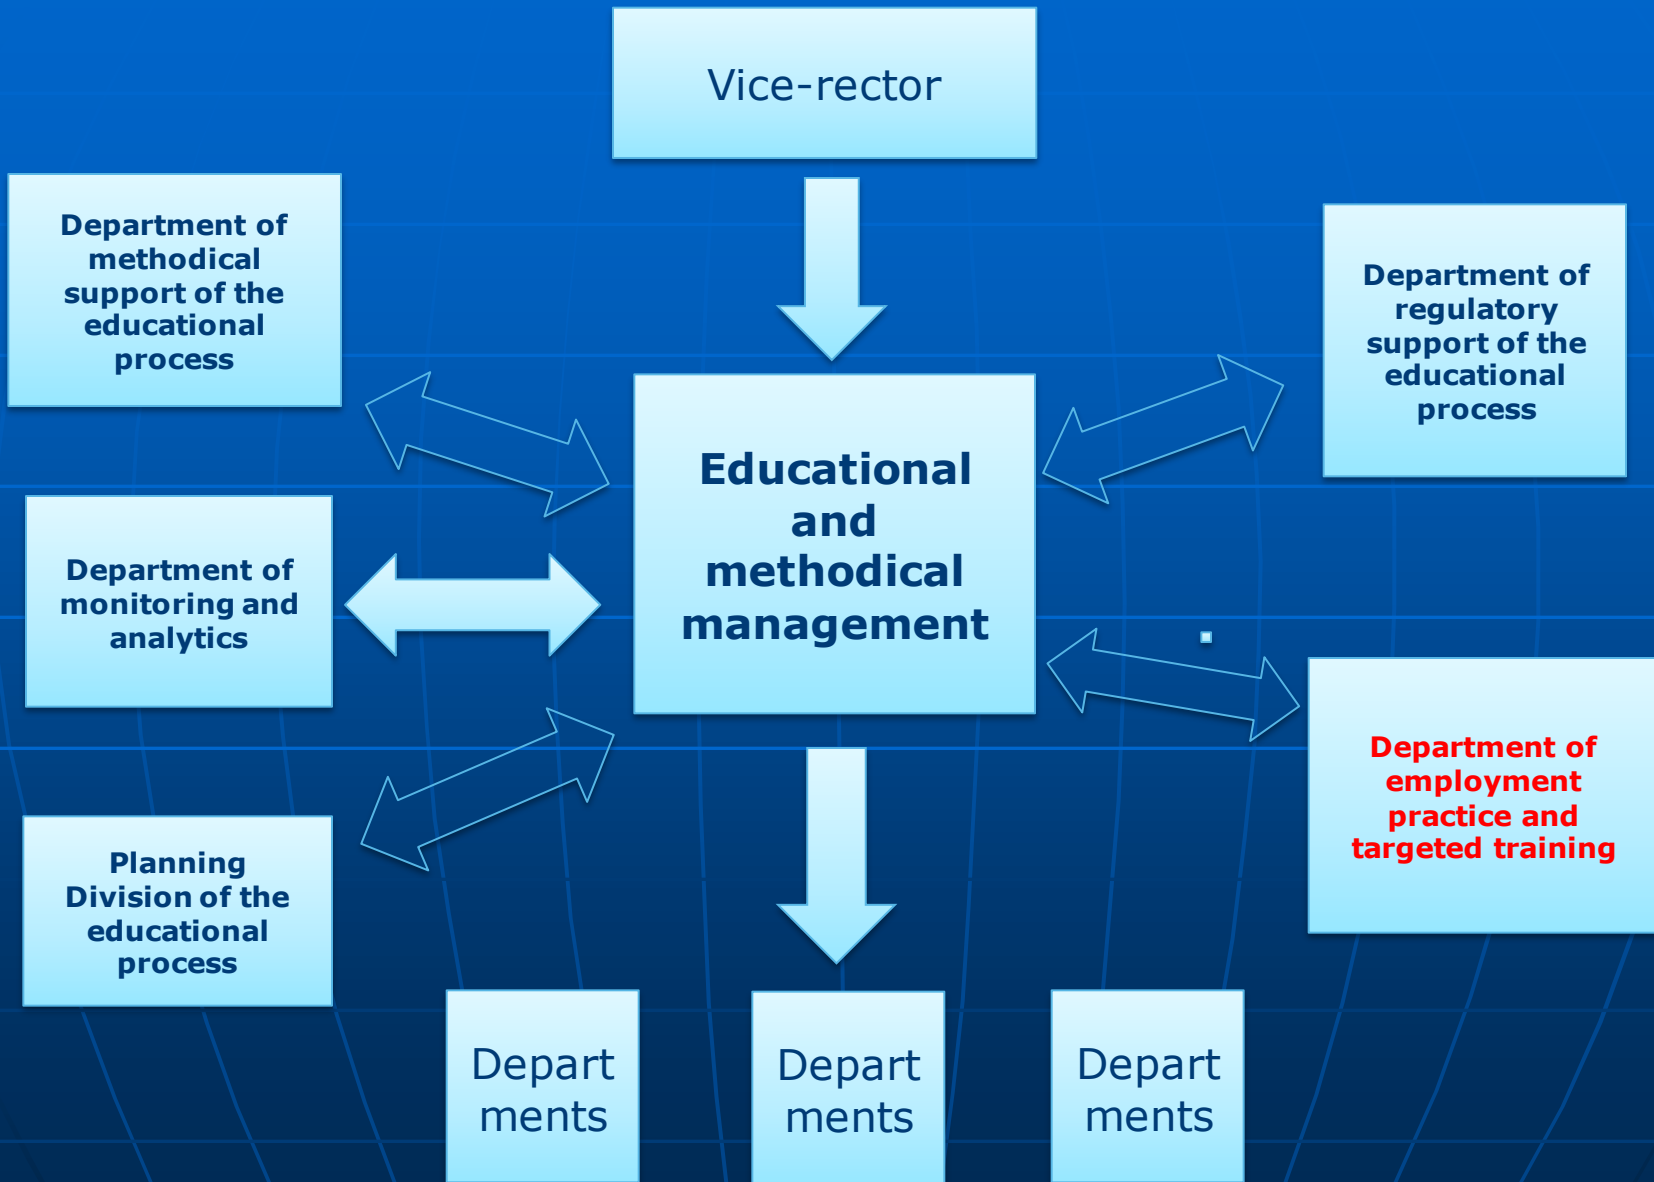 Vice-rector
Department of
methodical
support of the
educational
process
Department of
regulatory
support of the
educational
process
Educational
and
methodical
management
Department of
monitoring and
analytics
Department of
employment
practice and
targeted training
Planning
Division of the
educational
process
Depart
ments
Depart
ments
Depart
ments